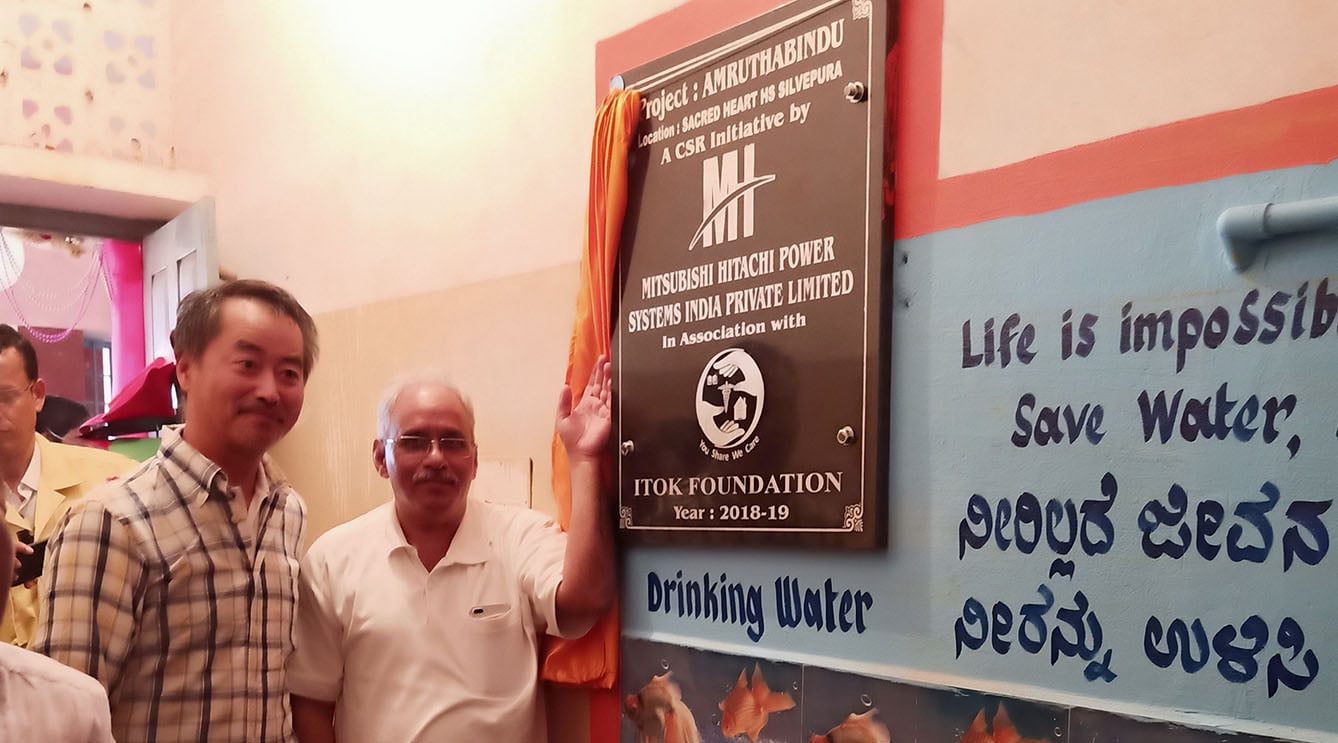 Project : AMRUTHABINDU
Location : SACRED HEART HS SILVEPURA
A CSR Initiative by
MH
MITSUBISHI HITACHI POWER
SYSTEMS INDIA PRIVATE LIMITED
In Association with
You Share We Care
ITOK FOUNDATION
Year : 2018-19
Drinking Water
Life is impossib
Save Water,
ನೀರಿಲ್ಲದೆ ಜೀವನ
ನೀರನ್ನು ಉಳಿಸಿ